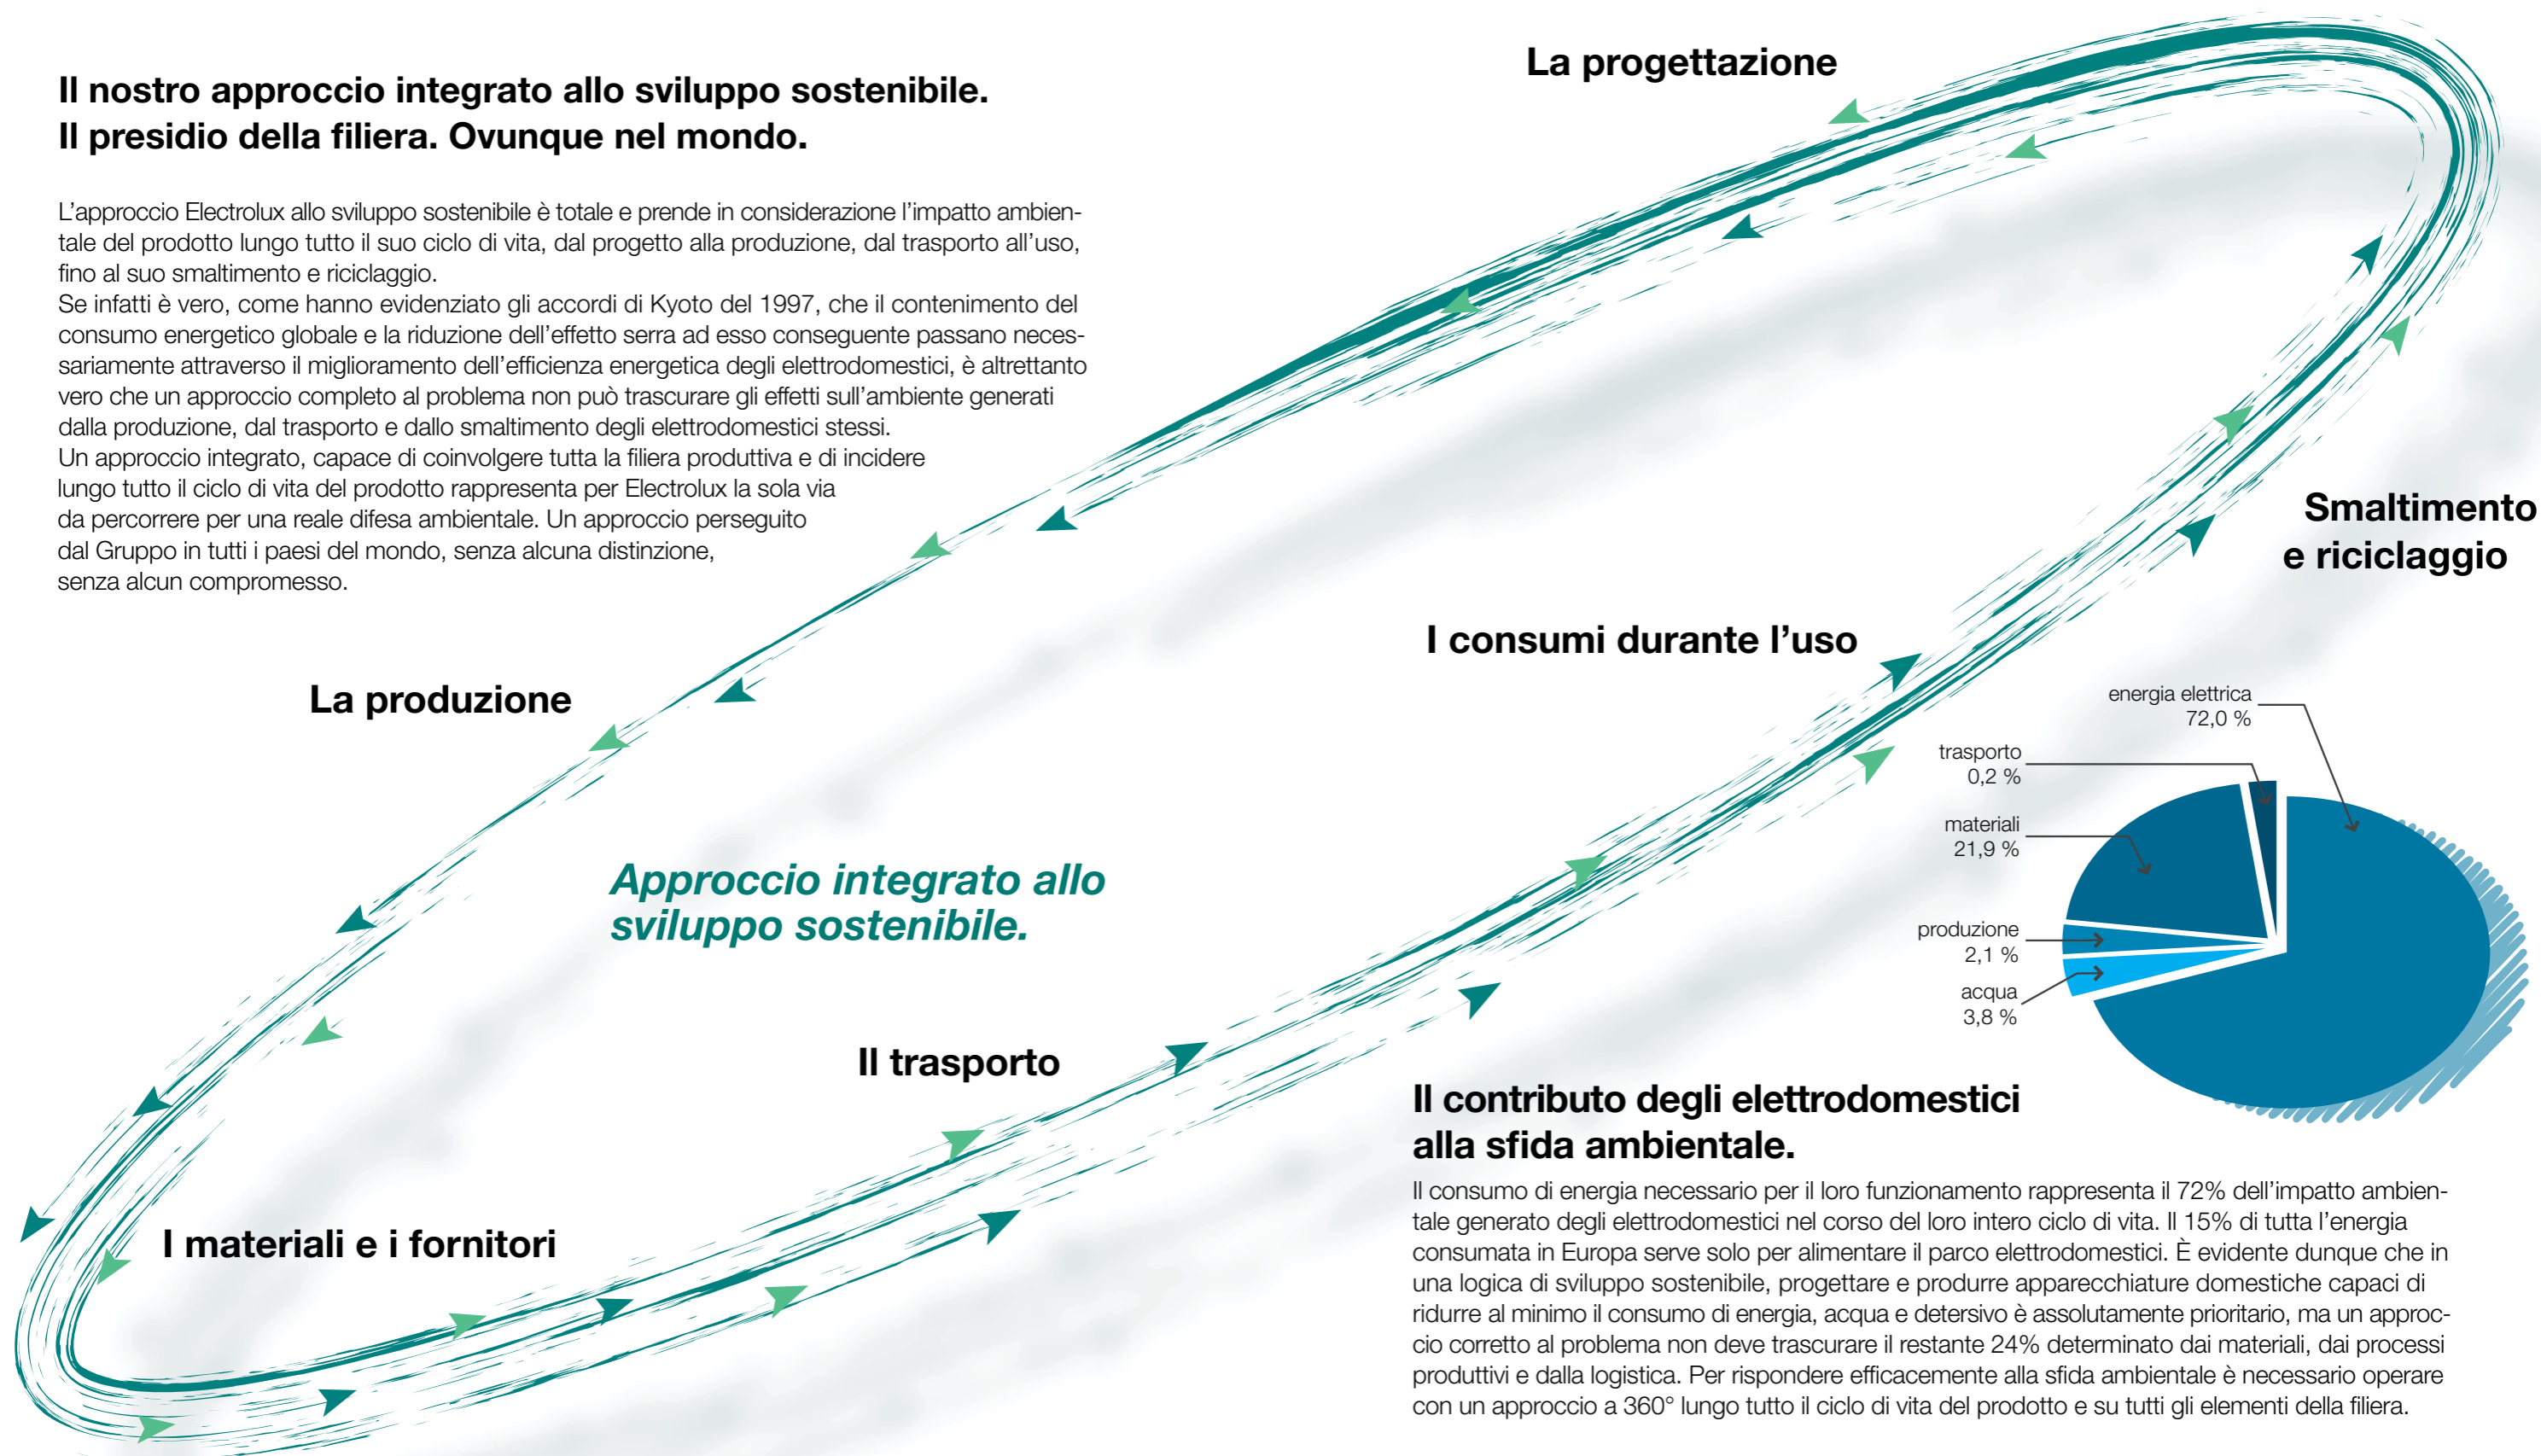 Il nostro approccio integrato allo sviluppo sostenibile.
Il presidio della filiera. Ovunque nel mondo.
L'approccio Electrolux allo sviluppo sostenibile è totale e prende in considerazione l'impatto ambien-
tale del prodotto lungo tutto il suo ciclo di vita, dal progetto alla produzione, dal trasporto all'uso,
fino al suo smaltimento e riciclaggio.
Se infatti è vero, come hanno evidenziato gli accordi di Kyoto del 1997, che il contenimento del
consumo energetico globale e la riduzione dell'effetto serra ad esso conseguente passano neces-
sariamente attraverso il miglioramento dell'efficienza energetica degli elettrodomestici, è altrettanto
vero che un approccio completo al problema non può trascurare gli effetti sull'ambiente generati
dalla produzione, dal trasporto e dallo smaltimento degli elettrodomestici stessi.
Un approccio integrato, capace di coinvolgere tutta la filiera produttiva e di incidere
lungo tutto il ciclo di vita del prodotto rappresenta per Electrolux la sola via
da percorrere per una reale difesa ambientale. Un approccio perseguito
dal Gruppo in tutti i paesi del mondo, senza alcuna distinzione,
senza alcun compromesso.
La progettazione
La produzione
I materiali e i fornitori
Approccio integrato allo
sviluppo sostenibile.
Il trasporto
I consumi durante l'uso
Smaltimento
e riciclaggio
energia elettrica
72,0 %
trasporto
0,2 %
materiali
21,9 %
produzione
2,1 %
acqua
3,8 %
Il contributo degli elettrodomestici
alla sfida ambientale.
Il consumo di energia necessario per il loro funzionamento rappresenta il 72% dell'impatto ambien-
tale generato degli elettrodomestici nel corso del loro intero ciclo di vita. Il 15% di tutta l'energia
consumata in Europa serve solo per alimentare il parco elettrodomestici. È evidente dunque che in
una logica di sviluppo sostenibile, progettare e produrre apparecchiature domestiche capaci di
ridurre al minimo il consumo di energia, acqua e detersivo è assolutamente prioritario, ma un approc-
cio corretto al problema non deve trascurare il restante 24% determinato dai materiali, dai processi
produttivi e dalla logistica. Per rispondere efficacemente alla sfida ambientale è necessario operare
con un approccio a 360° lungo tutto il ciclo di vita del prodotto e su tutti gli elementi della filiera.